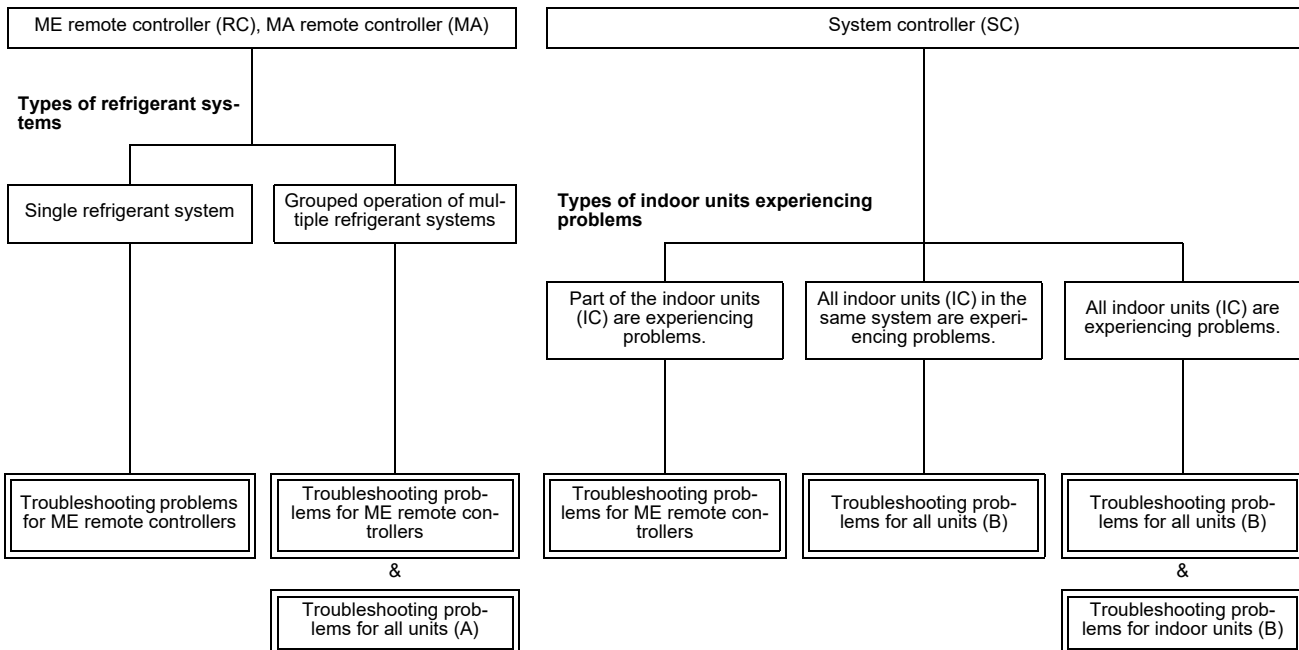 ME remote controller (RC), MA remote controller (MA)
System controller (SC)
Types of refrigerant sys-
tems
Single refrigerant system
Grouped operation of mul-
tiple refrigerant systems
Types of indoor units experiencing
problems
Part of the indoor units
(IC) are experiencing
problems.
All indoor units (IC) in the
same system are experi-
encing problems.
All indoor units (IC) are
experiencing problems.
Troubleshooting problems
for ME remote controllers
Troubleshooting prob-
lems for ME remote con-
trollers
&
Troubleshooting prob-
lems for all units (A)
Troubleshooting prob-
lems for ME remote con-
trollers
Troubleshooting prob-
lems for all units (B)
Troubleshooting prob-
lems for all units (B)
&
Troubleshooting prob-
lems for indoor units (B)